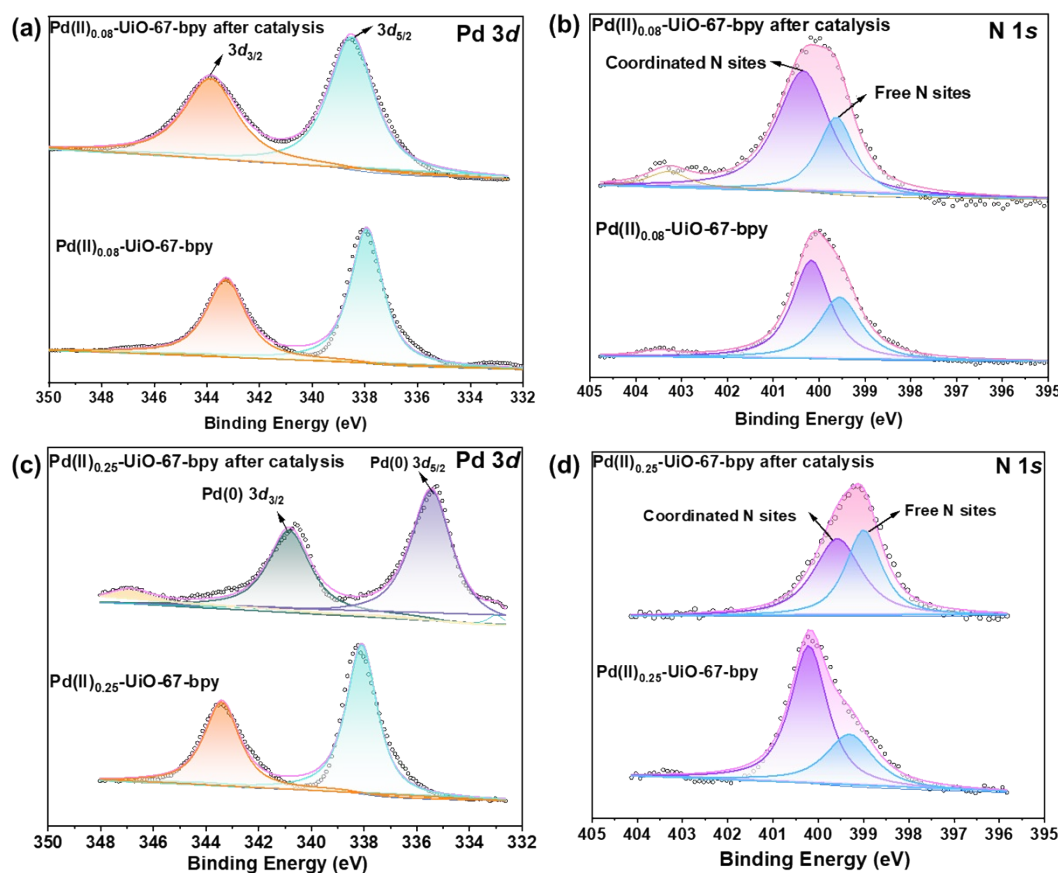 (a)
Pd(II)0.08-UiO-67-bpy after catalysis
Pd 3d
3d3/2
3d5/2
Pd(II)0.08-UiO-67-bpy
350 348 346 344 342 340 338 336 334 332
Binding Energy (eV)
(b)
Pd(II)0.08-UiO-67-bpy after catalysis
N 1s
Coordinated N sites
Free N sites
Pd(II)0.08-UiO-67-bpy
405 404 403 402 401 400 399 398 397 396 395
Binding Energy (eV)
(c)
Pd(II)0.25-UiO-67-bpy after catalysis
Pd 3d
Pd(0) 3d3/2
Pd(0) 3d5/2
Pd(II)0.25-UiO-67-bpy
350 348 346 344 342 340 338 336 334 332
Binding Energy (eV)
(d)
Pd(II)0.25-UiO-67-bpy after catalysis
N 1s
Coordinated N sites
Free N sites
Pd(II)0.25-UiO-67-bpy
405 404 403 402 401 400 399 398 397 396 395
Binding Energy (eV)